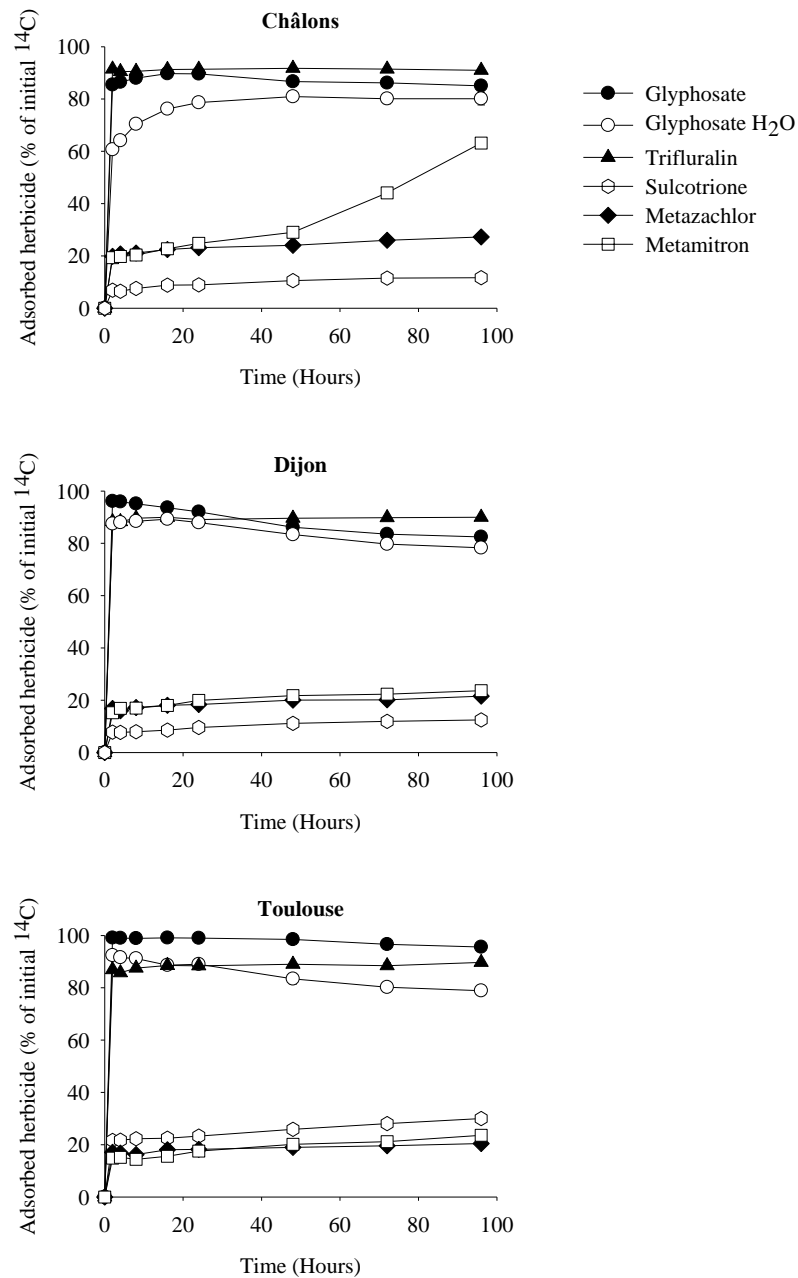 Châlons
Adsorbed herbicide (% of initial 14C)
100
80
60
40
20
0
0 20 40 60 80 100
Time (Hours)
Glyphosate
Glyphosate H2O
Trifluralin
Sulcotrione
Metazachlor
Metamitron
Dijon
Adsorbed herbicide (% of initial 14C)
100
80
60
40
20
0
0 20 40 60 80 100
Time (Hours)
Toulouse
Adsorbed herbicide (% of initial 14C)
100
80
60
40
20
0
0 20 40 60 80 100
Time (Hours)